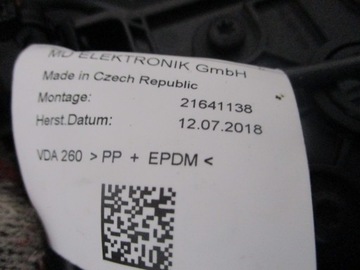 MD ELEKTRONIK GmbH
Made in Czech Republic
Montage: 21641138
Herst.Datum: 12.07.2018
VDA 260 > PP + EPDM <